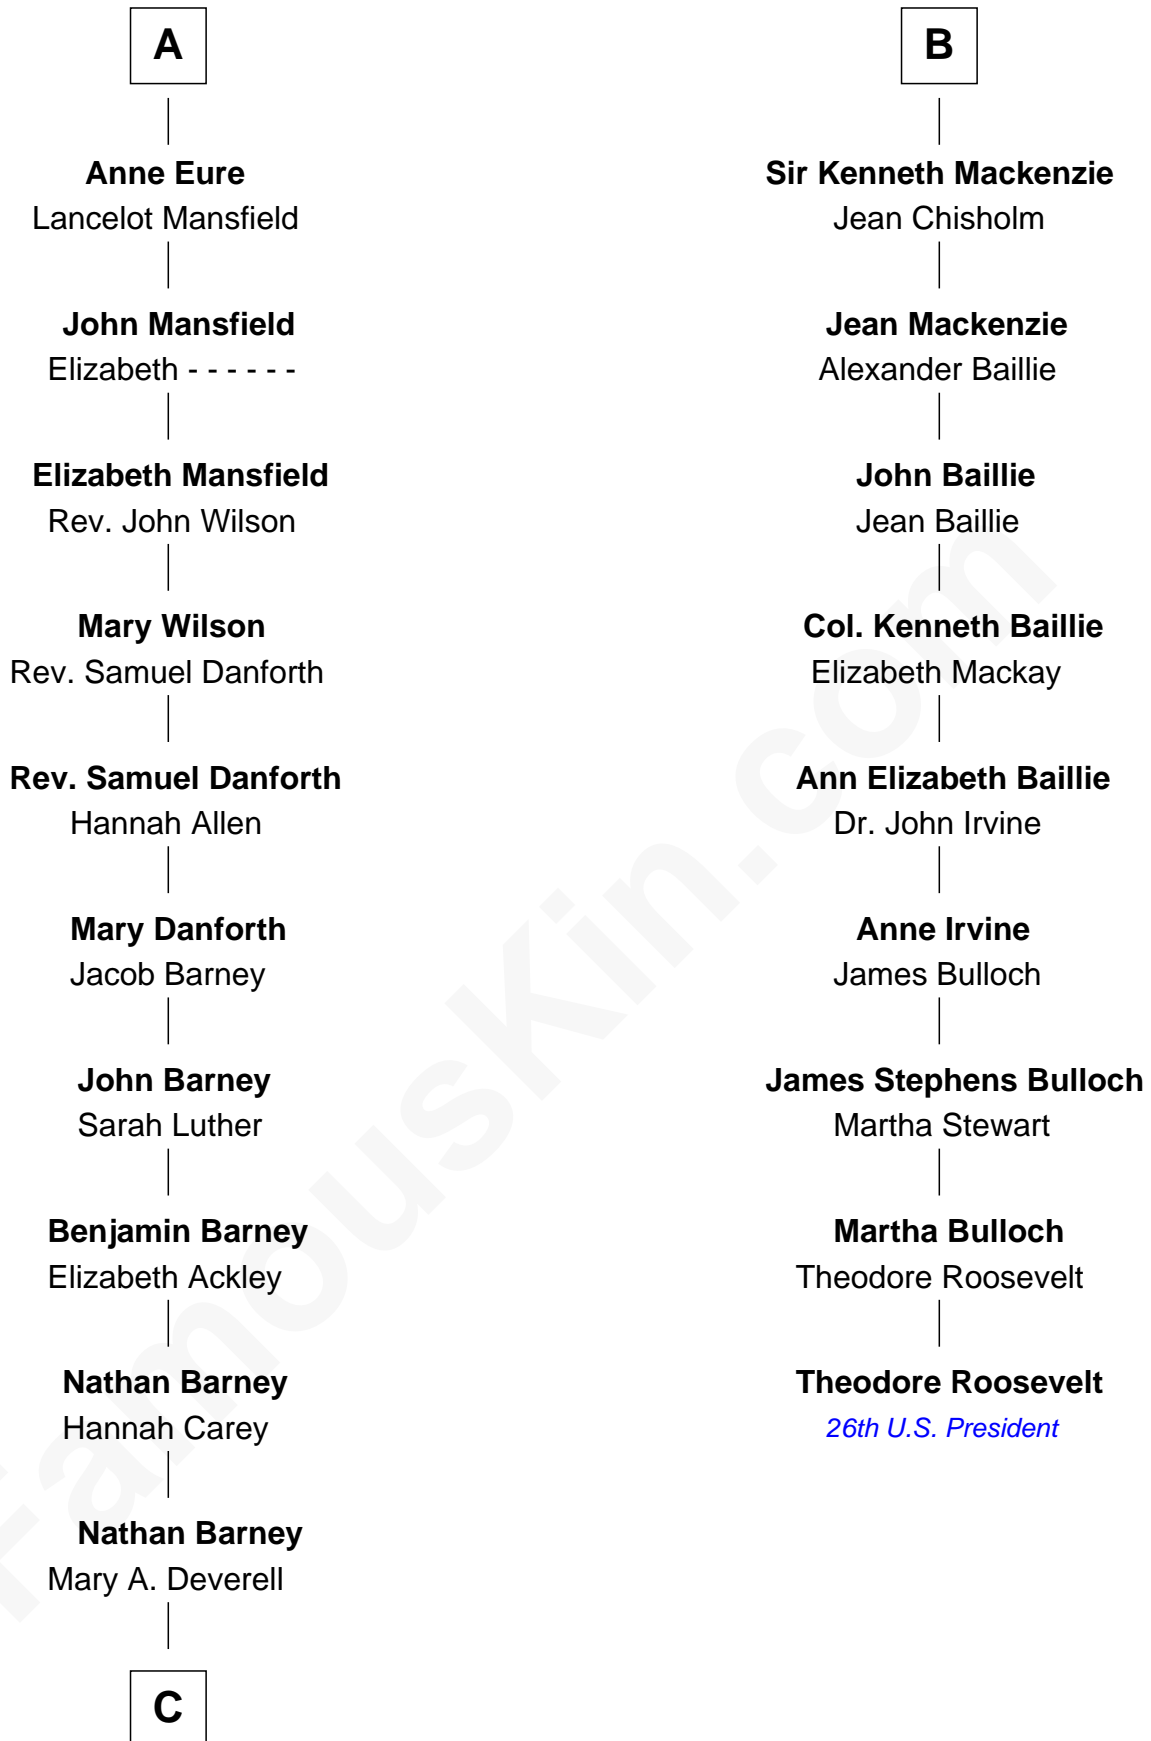 A
Anne Eure
Lancelot Mansfield
John Mansfield
Elizabeth - - - - - -
Elizabeth Mansfield
Rev. John Wilson
Mary Wilson
Rev. Samuel Danforth
Rev. Samuel Danforth
Hannah Allen
Mary Danforth
Jacob Barney
John Barney
Sarah Luther
Benjamin Barney
Elizabeth Ackley
Nathan Barney
Hannah Carey
Nathan Barney
Mary A. Deverell
C
B
Sir Kenneth Mackenzie
Jean Chisholm
Jean Mackenzie
Alexander Baillie
John Baillie
Jean Baillie
Col. Kenneth Baillie
Elizabeth Mackay
Ann Elizabeth Baillie
Dr. John Irvine
Anne Irvine
James Bulloch
James Stephens Bulloch
Martha Stewart
Martha Bulloch
Theodore Roosevelt
Theodore Roosevelt
26th U.S. President
FamousKin.com